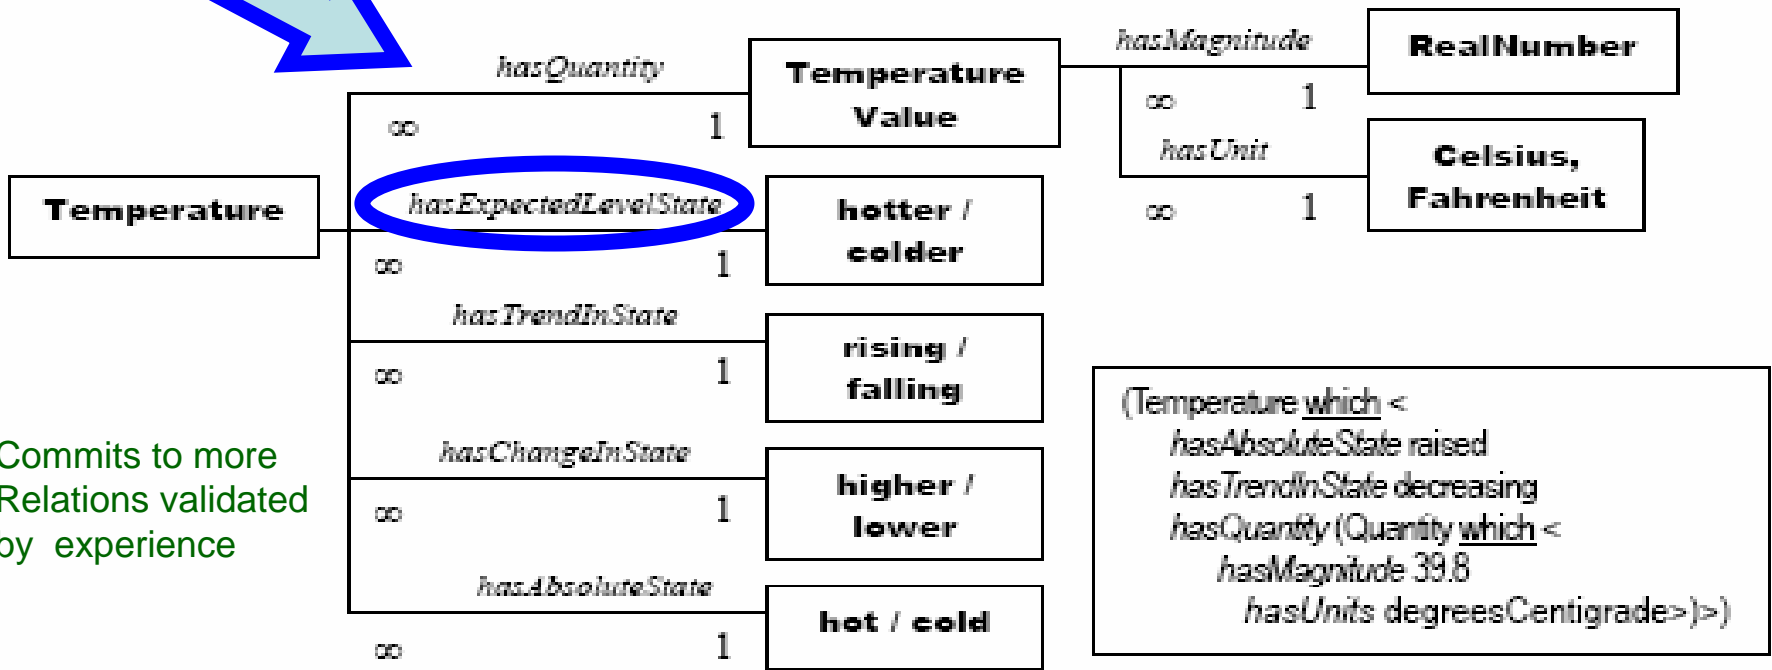 hasQuantity
∞ 1
Temperature
Value
hasMagnitude
∞ 1
RealNumber
hasUnit
∞ 1
Celsius,
Fahrenheit
Temperature
hasExpectedLevelState
∞ 1
hotter /
colder
hasTrendInState
∞ 1
rising /
falling
hasChangeInState
∞ 1
higher /
lower
hasAbsoluteState
∞ 1
hot / cold
Commits to more
Relations validated
by experience
(Temperature which <
hasAbsoluteState raised
hasTrendInState decreasing
hasQuantity (Quantity which <
hasMagnitude 39.8
hasUnits degreesCentigrade>)>)